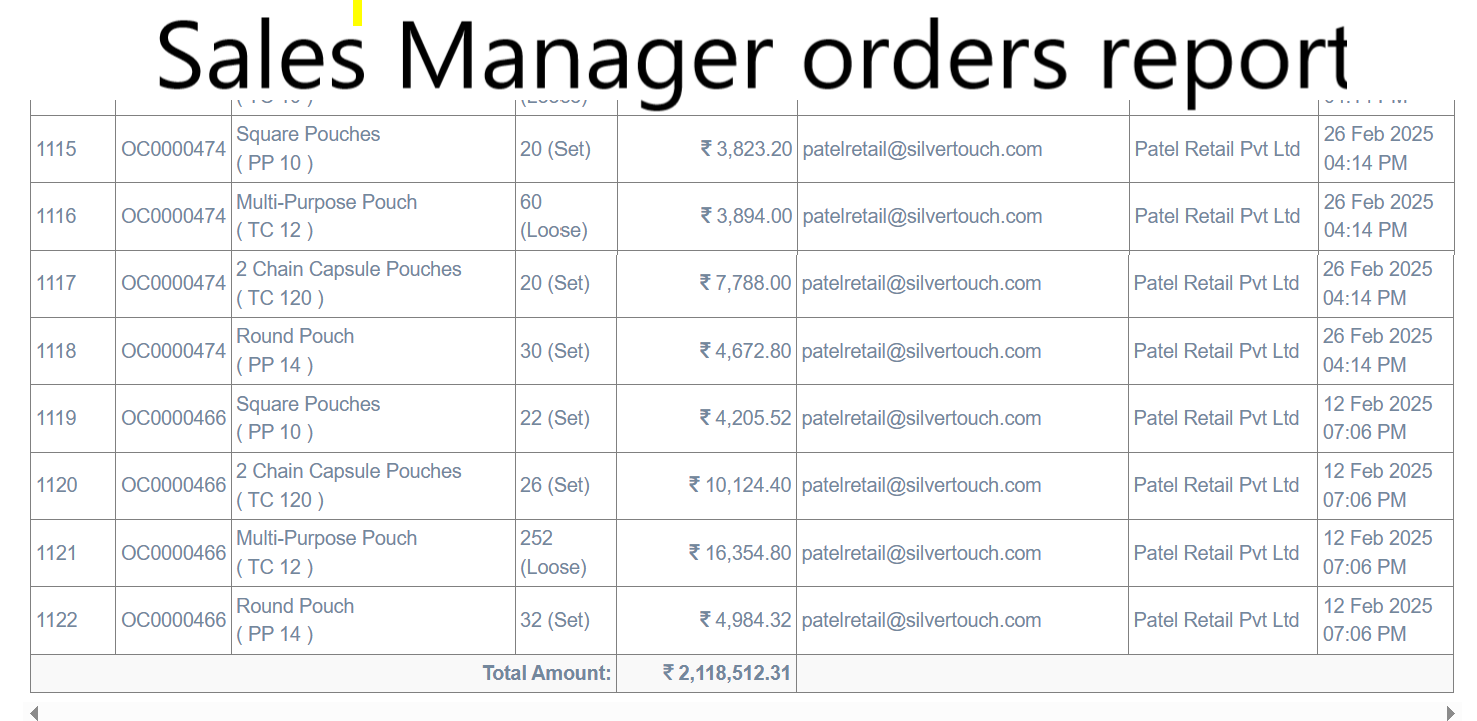 Sales Manager orders report
1115 OC0000474 Square Pouches ( PP 10 ) 20 (Set) ₹ 3,823.20 patelretail@silvertouch.com Patel Retail Pvt Ltd 26 Feb 2025 04:14 PM
1116 OC0000474 Multi-Purpose Pouch ( TC 12 ) 60 (Loose) ₹ 3,894.00 patelretail@silvertouch.com Patel Retail Pvt Ltd 26 Feb 2025 04:14 PM
1117 OC0000474 2 Chain Capsule Pouches ( TC 120 ) 20 (Set) ₹ 7,788.00 patelretail@silvertouch.com Patel Retail Pvt Ltd 26 Feb 2025 04:14 PM
1118 OC0000474 Round Pouch ( PP 14 ) 30 (Set) ₹ 4,672.80 patelretail@silvertouch.com Patel Retail Pvt Ltd 26 Feb 2025 04:14 PM
1119 OC0000466 Square Pouches ( PP 10 ) 22 (Set) ₹ 4,205.52 patelretail@silvertouch.com Patel Retail Pvt Ltd 12 Feb 2025 07:06 PM
1120 OC0000466 2 Chain Capsule Pouches ( TC 120 ) 26 (Set) ₹ 10,124.40 patelretail@silvertouch.com Patel Retail Pvt Ltd 12 Feb 2025 07:06 PM
1121 OC0000466 Multi-Purpose Pouch ( TC 12 ) 252 (Loose) ₹ 16,354.80 patelretail@silvertouch.com Patel Retail Pvt Ltd 12 Feb 2025 07:06 PM
1122 OC0000466 Round Pouch ( PP 14 ) 32 (Set) ₹ 4,984.32 patelretail@silvertouch.com Patel Retail Pvt Ltd 12 Feb 2025 07:06 PM
Total Amount: ₹ 2,118,512.31